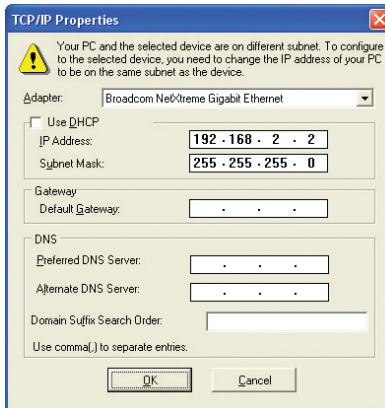 TCP/IP Properties
Your PC and the selected device are on different subnet. To configure
to the selected device, you need to change the IP address of your PC
to be on the same subnet as the device.
Adapter: Broadcom NetXtreme Gigabit Ethernet
Use DHCP
IP Address: 192 . 168 . 2 . 2
Subnet Mask: 255 . 255 . 255 . 0
Gateway
Default Gateway: . . .
DNS
Preferred DNS Server: . . .
Alternate DNS Server: . . .
Domain Suffix Search Order:
Use comma(,) to separate entries.
OK Cancel